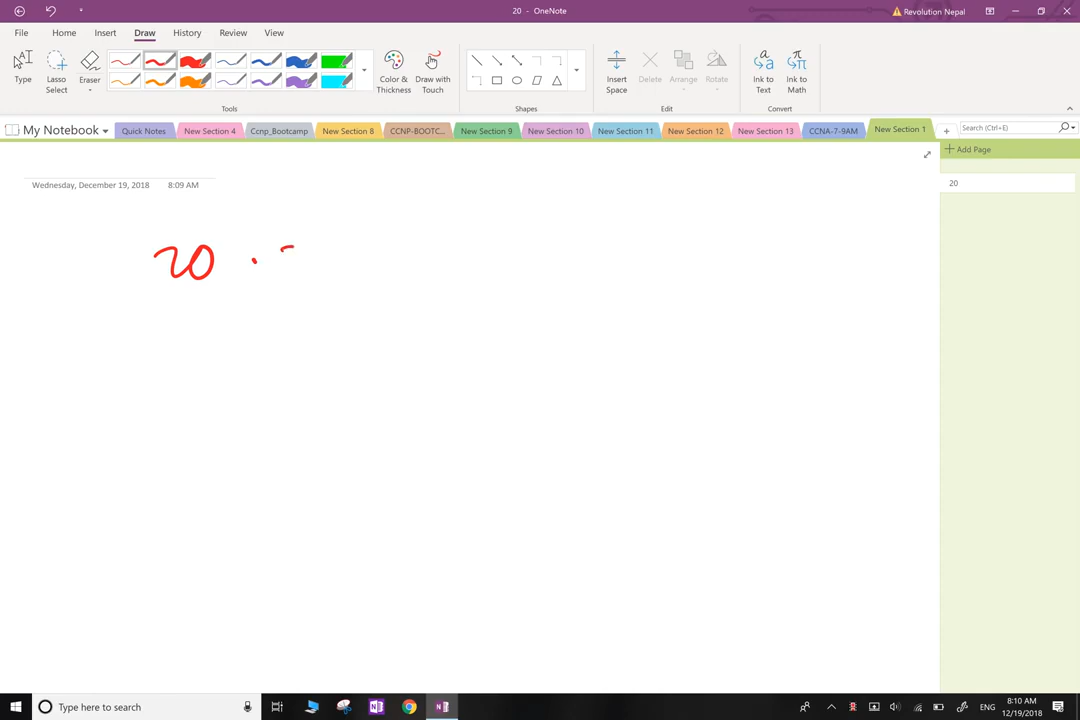 20 - OneNote
Revolution Nepal
File Home Insert Draw History Review View
Type
Lasso Select
Eraser
Color & Thickness
Draw with Touch
Insert Space
Delete
Arrange
Rotate
Ink to Text
Ink to Math
Tools
Shapes
Edit
Convert
My Notebook
Quick Notes
New Section 4
Ccnp_Bootcamp
New Section 8
CCNP-BOOTC...
New Section 9
New Section 10
New Section 11
New Section 12
New Section 13
CCNA-7-9AM
New Section 1
Search (Ctrl+E)
Add Page
Wednesday, December 19, 2018 8:09 AM
20
20 .
Type here to search
ENG
8:10 AM
12/19/2018